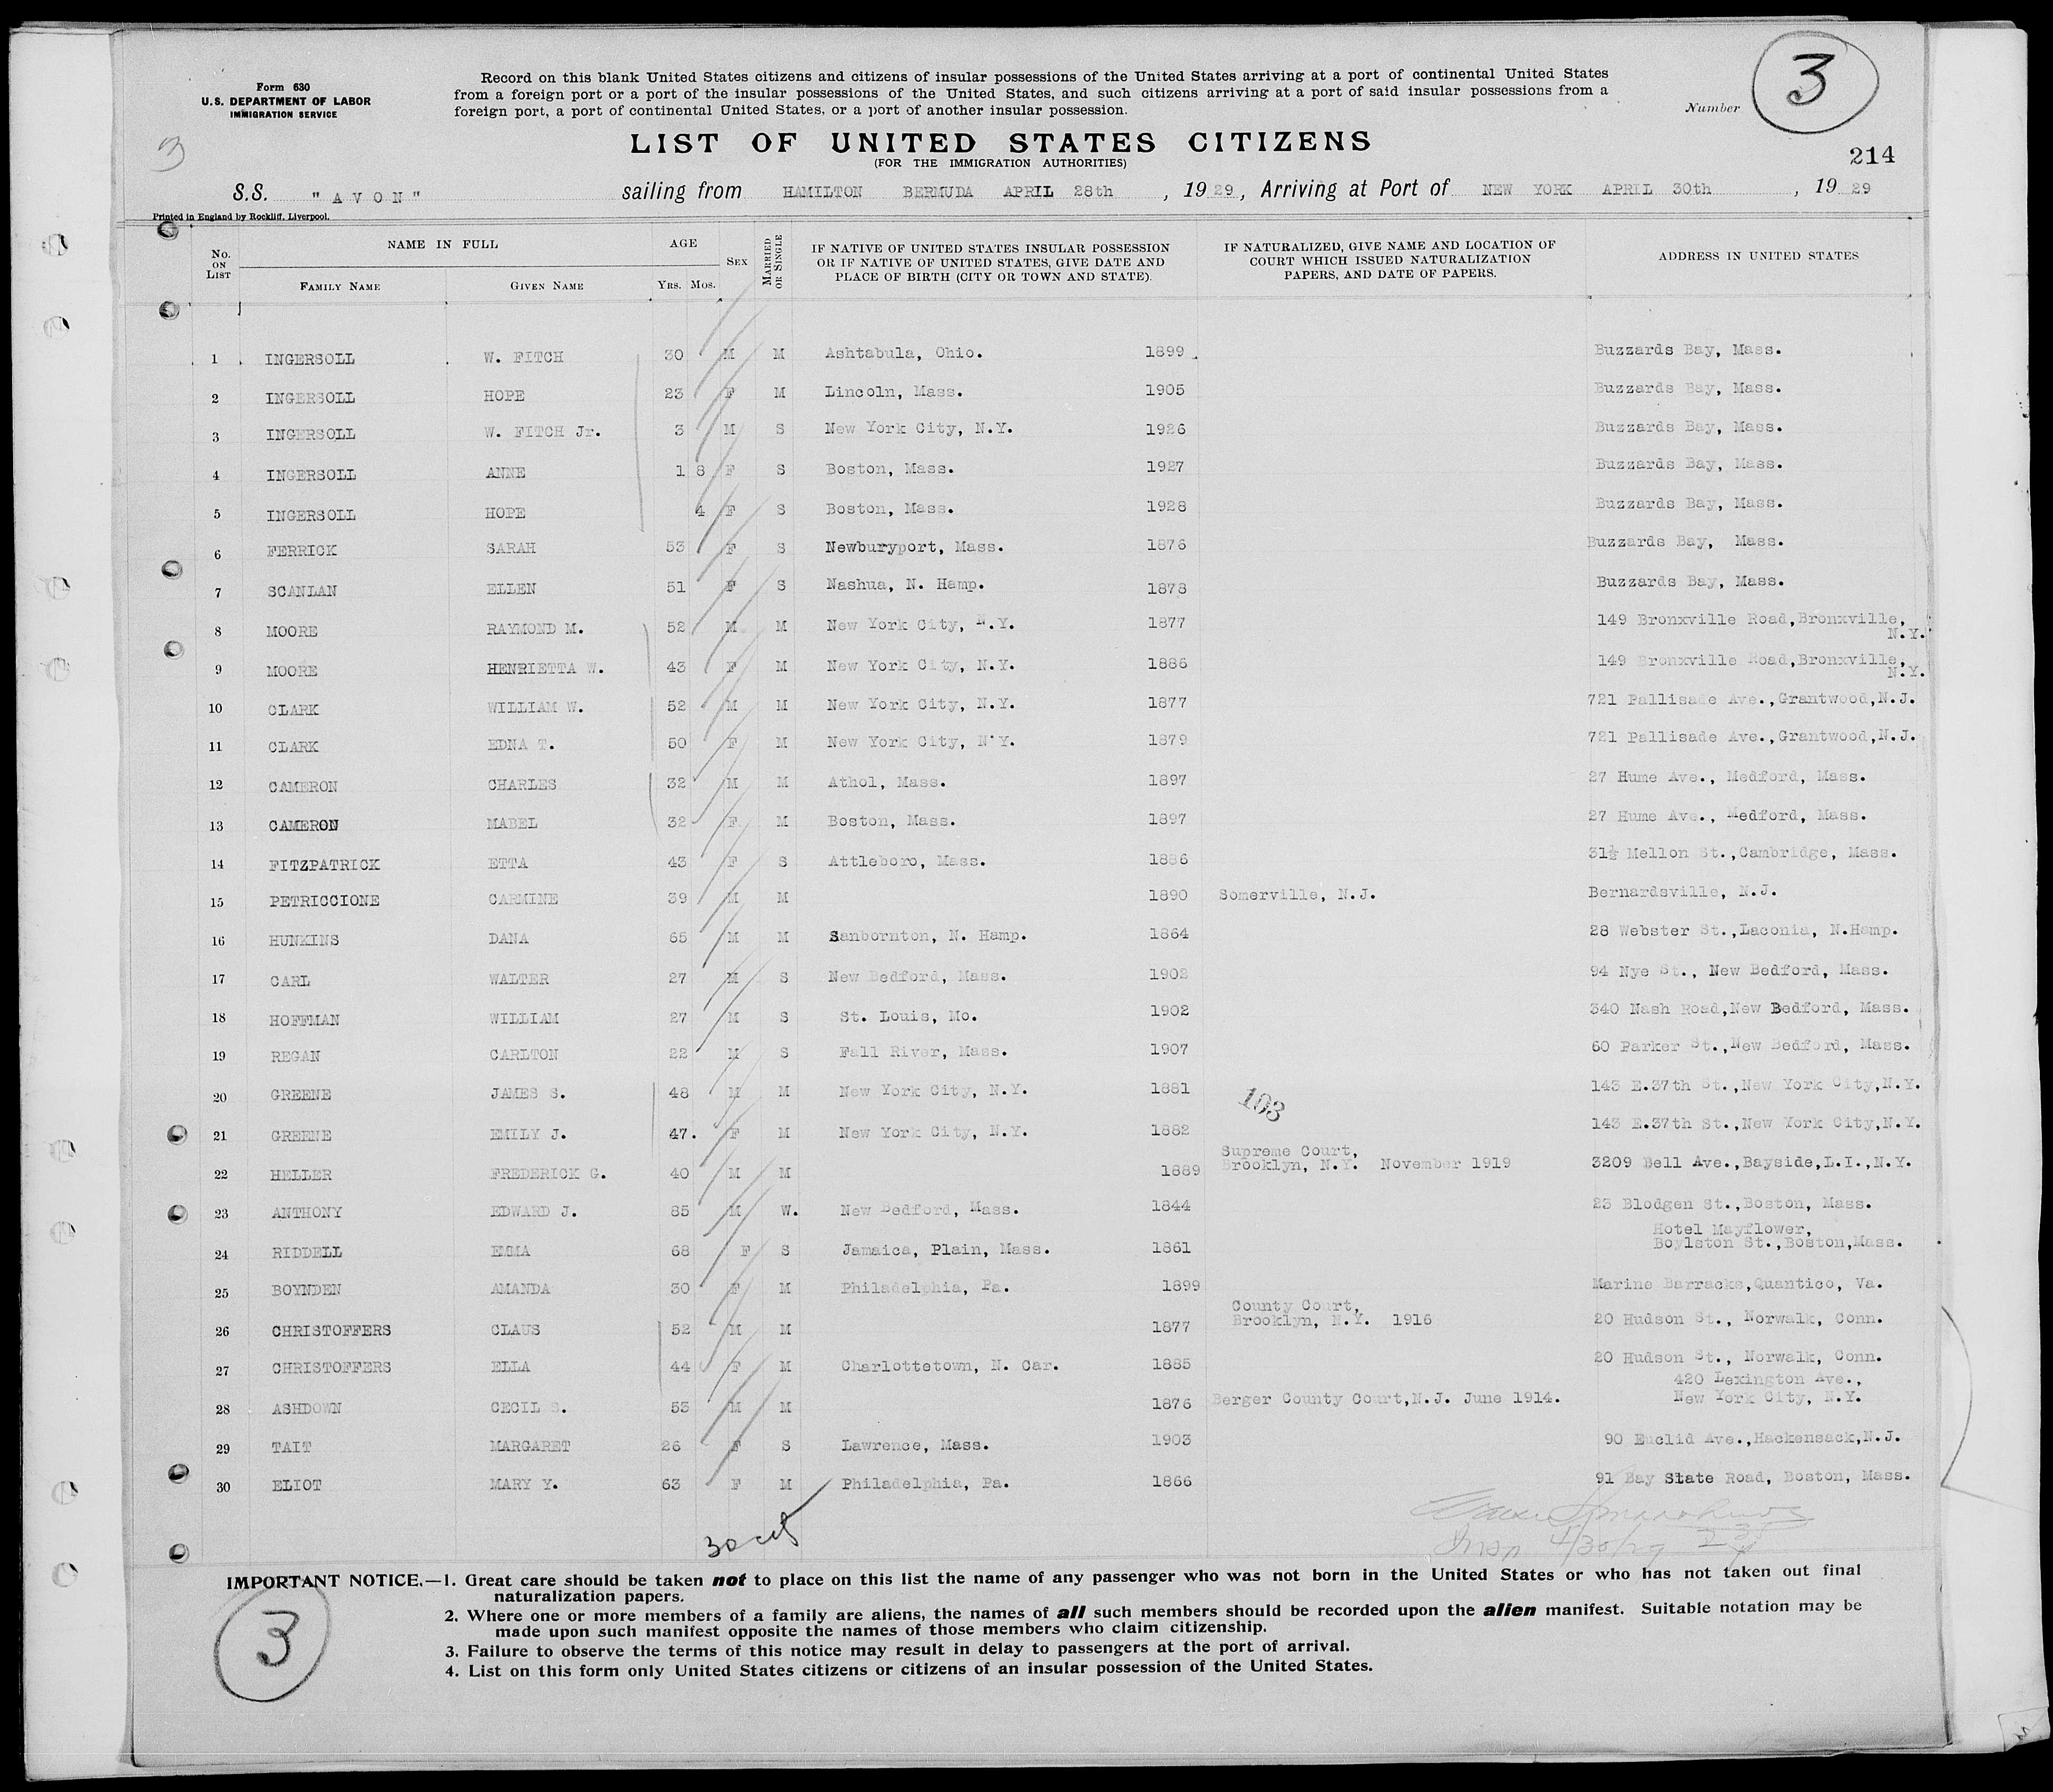 Form 630
U.S. DEPARTMENT OF LABOR
IMMIGRATION SERVICE
Record on this blank United States citizens and citizens of insular possessions of the United States arriving at a port of continental United States
from a foreign port or a port of the insular possessions of the United States, and such citizens arriving at a port of said insular possessions from a
foreign port, a port of continental United States, or a port of another insular possession.
Number 3
3
LIST OF UNITED STATES CITIZENS
(FOR THE IMMIGRATION AUTHORITIES)
214
S.S. "AVON" sailing from HAMILTON BERMUDA APRIL 28th, 1929, Arriving at Port of NEW YORK APRIL 30th, 1929
Printed in England by Rockliff, Liverpool.
No. ON LIST
NAME IN FULL
FAMILY NAME GIVEN NAME
AGE
YRS. MOS.
SEX
MARRIED OR SINGLE
IF NATIVE OF UNITED STATES INSULAR POSSESSION
OR IF NATIVE OF UNITED STATES, GIVE DATE AND
PLACE OF BIRTH (CITY OR TOWN AND STATE).
IF NATURALIZED, GIVE NAME AND LOCATION OF
COURT WHICH ISSUED NATURALIZATION
PAPERS, AND DATE OF PAPERS.
ADDRESS IN UNITED STATES
1 INGERSOLL W. FITCH 30 M M Ashtabula, Ohio. 1899 Buzzards Bay, Mass.
2 INGERSOLL HOPE 23 F M Lincoln, Mass. 1905 Buzzards Bay, Mass.
3 INGERSOLL W. FITCH Jr. 3 M S New York City, N.Y. 1926 Buzzards Bay, Mass.
4 INGERSOLL ANNE 1 8 F S Boston, Mass. 1927 Buzzards Bay, Mass.
5 INGERSOLL HOPE 4 F S Boston, Mass. 1928 Buzzards Bay, Mass.
6 FERRICK SARAH 53 F S Newburyport, Mass. 1876 Buzzards Bay, Mass.
7 SCANLAN ELLEN 51 F S Nashua, N. Hamp. 1878 Buzzards Bay, Mass.
8 MOORE RAYMOND M. 52 M M New York City, N.Y. 1877 149 Bronxville Road,Bronxville,
N.Y.
9 MOORE HENRIETTA W. 43 F M New York City, N.Y. 1886 149 Bronxville Road,Bronxville,
N.Y.
10 CLARK WILLIAM W. 52 M M New York City, N.Y. 1877 721 Pallisade Ave.,Grantwood,N.J.
11 CLARK EDNA T. 50 F M New York City, N.Y. 1879 721 Pallisade Ave.,Grantwood,N.J.
12 CAMERON CHARLES 32 M M Athol, Mass. 1897 27 Hume Ave., Medford, Mass.
13 CAMERON MABEL 32 F M Boston, Mass. 1897 27 Hume Ave., Medford, Mass.
14 FITZPATRICK ETTA 43 F S Attleboro, Mass. 1886 31½ Mellon St.,Cambridge, Mass.
15 PETRICCIONE CARMINE 39 M M 1890 Somerville, N.J. Bernardsville, N.J.
16 HUNKINS DANA 65 M M Sanbornton, N. Hamp. 1864 28 Webster St.,Laconia, N.Hamp.
17 CARL WALTER 27 M S New Bedford, Mass. 1902 94 Nye St., New Bedford, Mass.
18 HOFFMAN WILLIAM 27 M S St. Louis, Mo. 1902 340 Nash Road,New Bedford, Mass.
19 REGAN CARLTON 22 M S Fall River, Mass. 1907 60 Parker St.,New Bedford, Mass.
20 GREENE JAMES S. 48 M M New York City, N.Y. 1881 143 E.37th St.,New York City,N.Y.
103
21 GREENE EMILY J. 47. F M New York City, N.Y. 1882 143 E.37th St.,New York City,N.Y.
Supreme Court,
22 HELLER FREDERICK G. 40 M M 1889 Brooklyn, N.Y. November 1919 3209 Bell Ave.,Bayside,L.I.,N.Y.
23 ANTHONY EDWARD J. 85 M W. New Bedford, Mass. 1844 23 Blodgen St.,Boston, Mass.
Hotel Mayflower,
24 RIDDELL EMMA 68 F S Jamaica, Plain, Mass. 1861 Boylston St.,Boston,Mass.
25 BOYNDEN AMANDA 30 F M Philadelphia, Pa. 1899 Marine Barracks,Quantico, Va.
County Court,
26 CHRISTOFFERS CLAUS 52 M M 1877 Brooklyn, N.Y. 1916 20 Hudson St., Norwalk, Conn.
27 CHRISTOFFERS ELLA 44 F M Charlottetown, N. Car. 1885 20 Hudson St., Norwalk, Conn.
420 Lexington Ave.,
28 ASHDOWN CECIL S. 53 M M 1876 Berger County Court,N.J. June 1914. New York City, N.Y.
29 TAIT MARGARET 26 F S Lawrence, Mass. 1903 90 Euclid Ave.,Hackensack,N.J.
30 ELIOT MARY Y. 63 F M Philadelphia, Pa. 1866 91 Bay State Road, Boston, Mass.
30 cit
Insp 4/30/29
IMPORTANT NOTICE.—1. Great care should be taken not to place on this list the name of any passenger who was not born in the United States or who has not taken out final
naturalization papers.
2. Where one or more members of a family are aliens, the names of all such members should be recorded upon the alien manifest. Suitable notation may be
made upon such manifest opposite the names of those members who claim citizenship.
3. Failure to observe the terms of this notice may result in delay to passengers at the port of arrival.
4. List on this form only United States citizens or citizens of an insular possession of the United States.
3